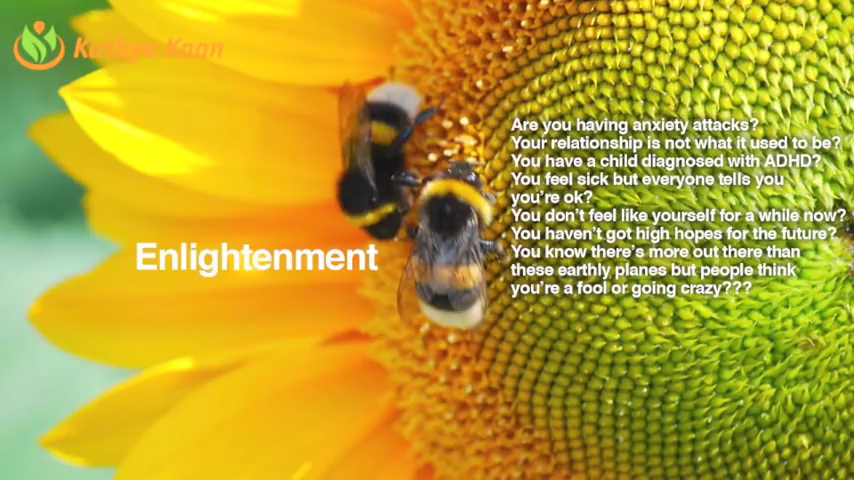 Enlightenment
Are you having anxiety attacks?
Your relationship is not what it used to be?
You have a child diagnosed with ADHD?
You feel sick but everyone tells you
you're ok?
You don't feel like yourself for a while now?
You haven't got high hopes for the future?
You know there's more out there than
these earthly planes but people think
you're a fool or going crazy???